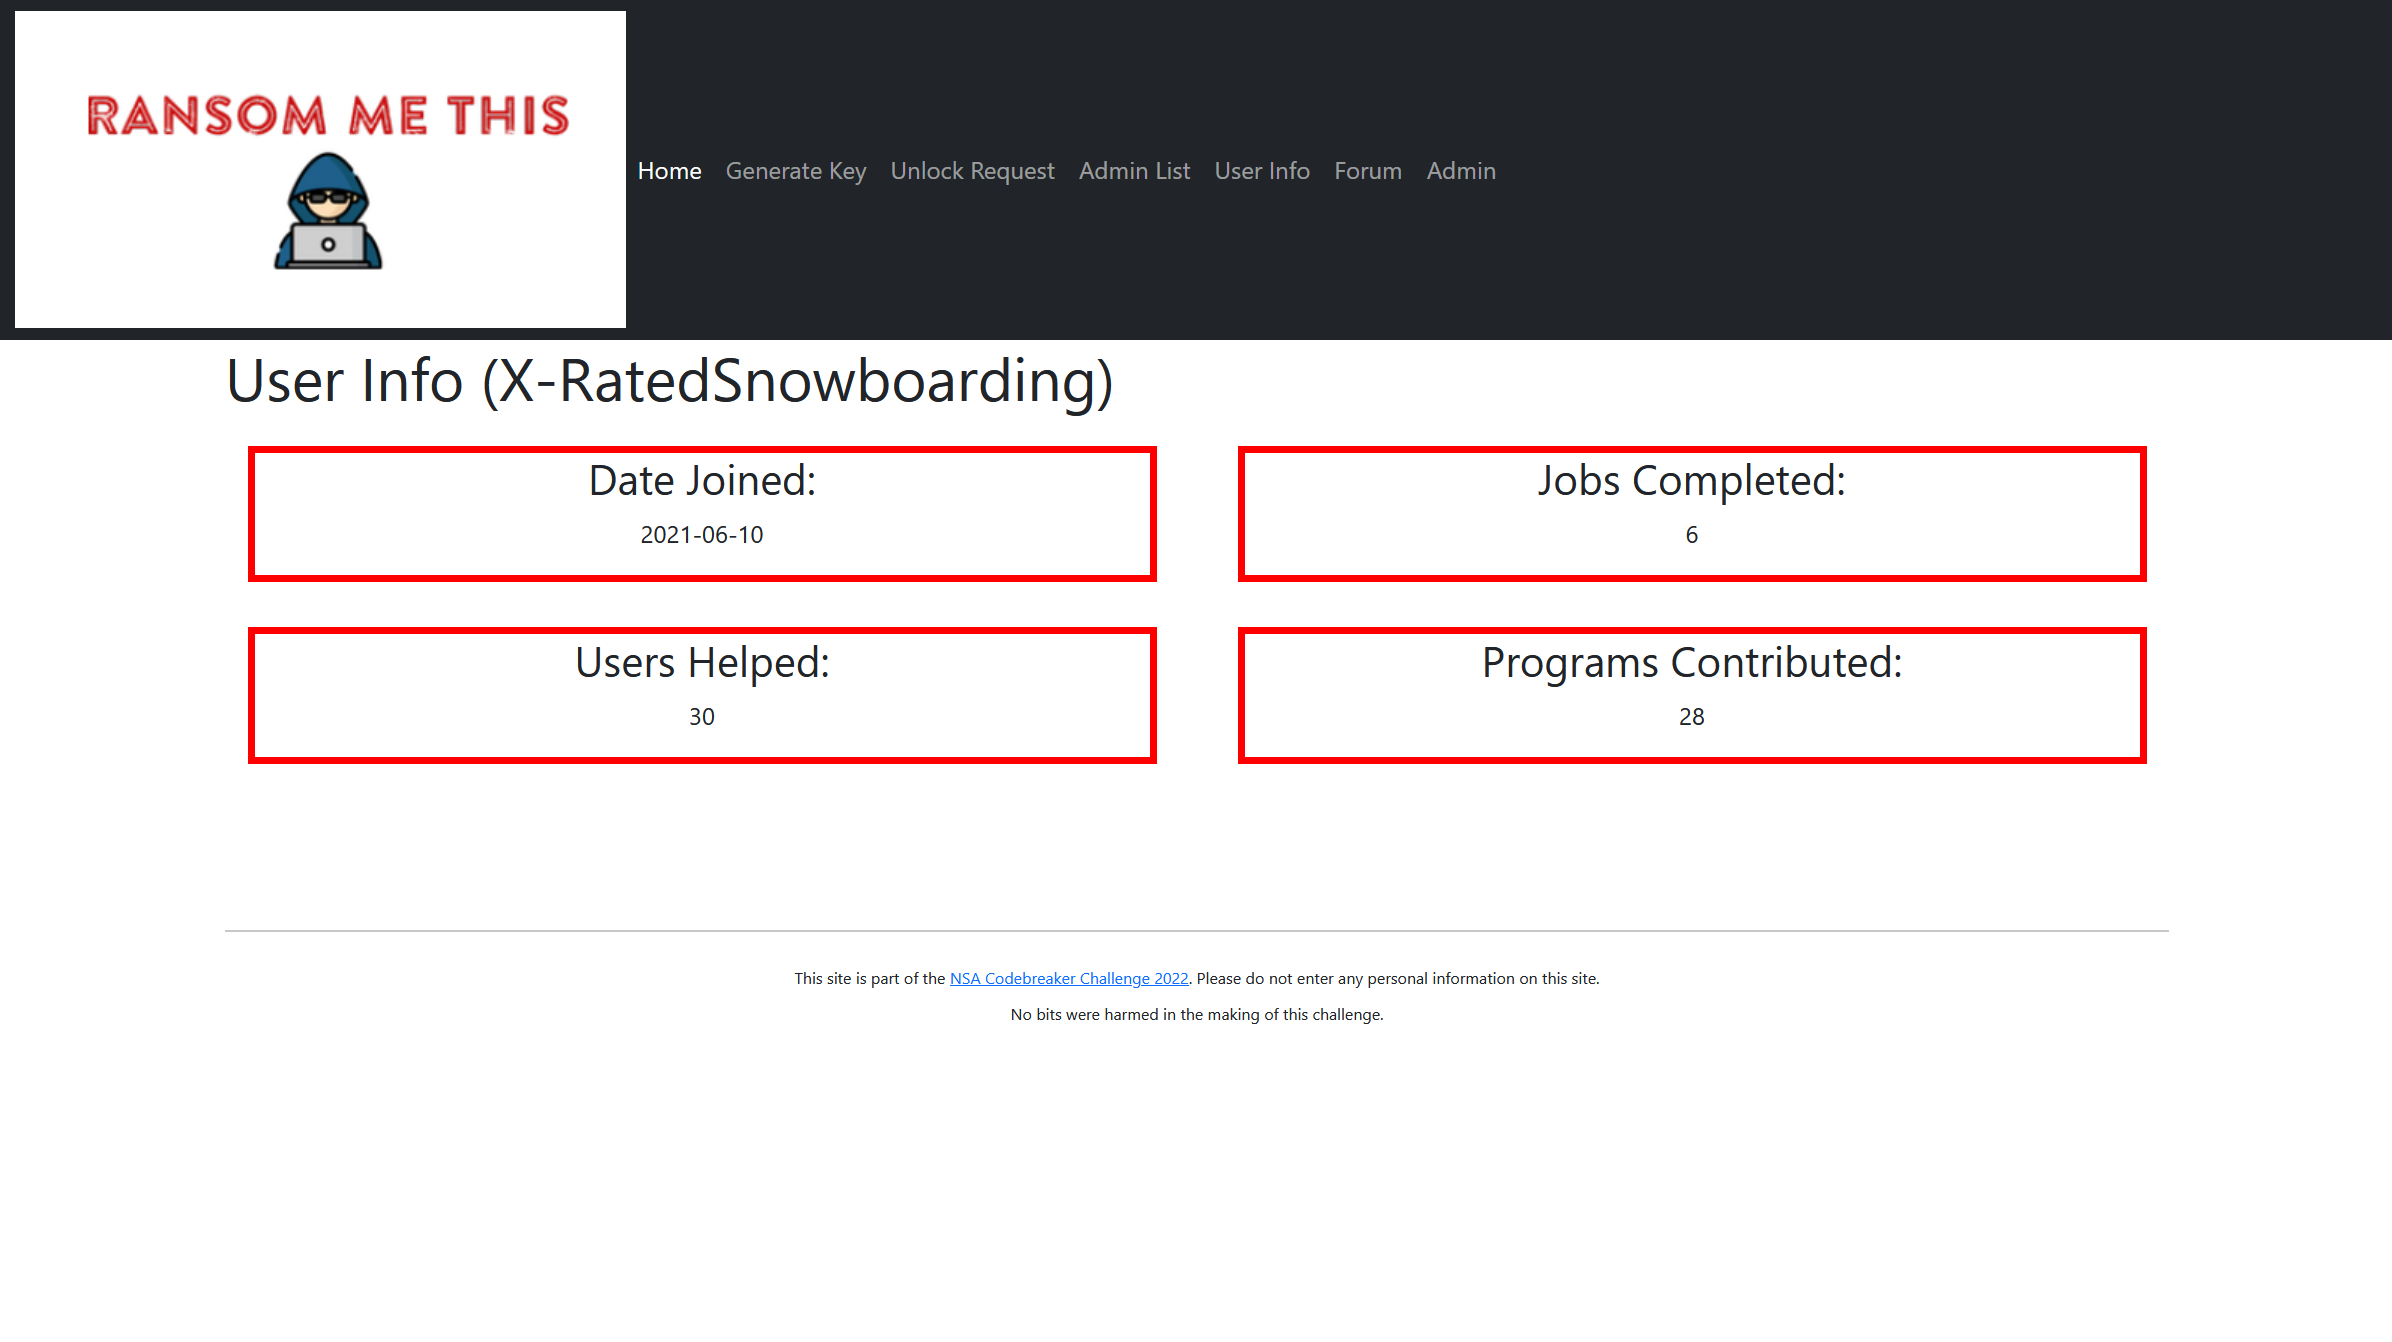 RANSOM ME THIS
Home Generate Key Unlock Request Admin List User Info Forum Admin
User Info (X-RatedSnowboarding)
Date Joined:
2021-06-10
Jobs Completed:
6
Users Helped:
30
Programs Contributed:
28
This site is part of the NSA Codebreaker Challenge 2022. Please do not enter any personal information on this site.
No bits were harmed in the making of this challenge.